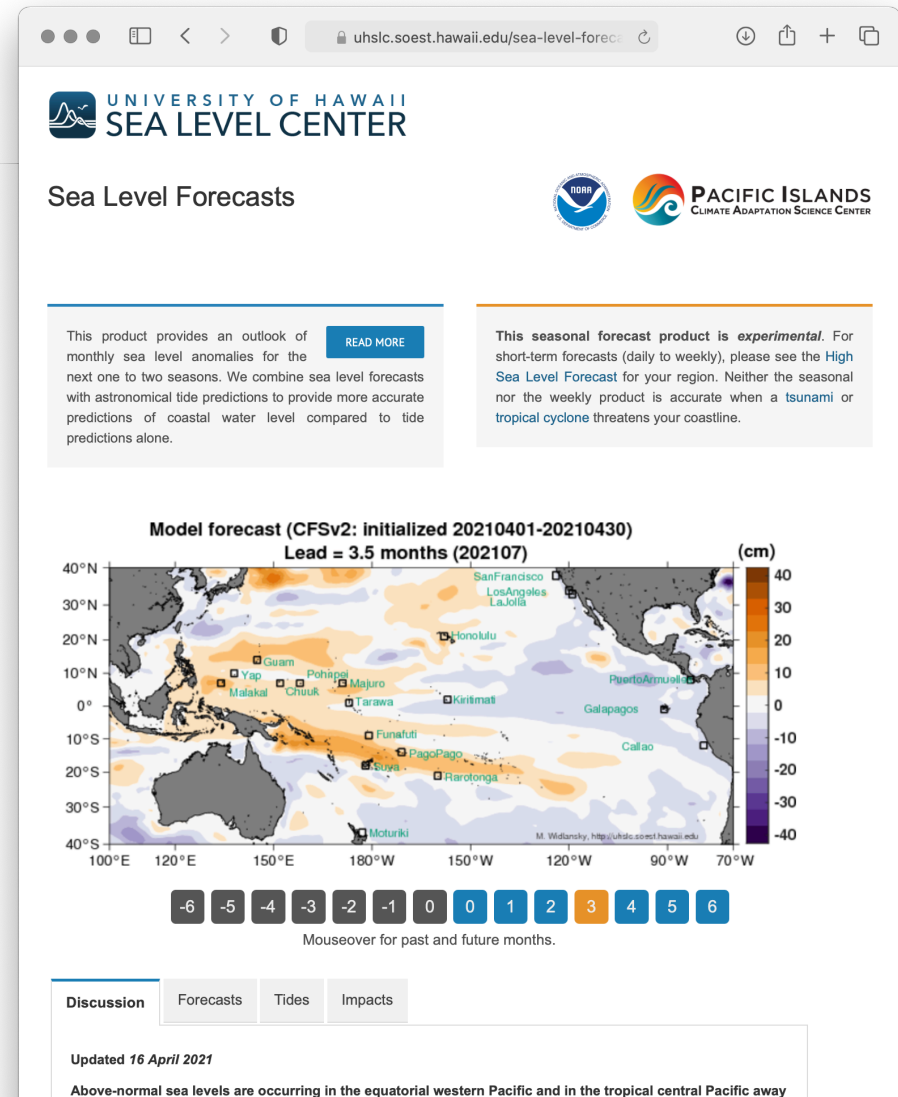 uhslc.soest.hawaii.edu/sea-level-foreca
UNIVERSITY OF HAWAII
SEA LEVEL CENTER
Sea Level Forecasts
NOAA
PACIFIC ISLANDS
CLIMATE ADAPTATION SCIENCE CENTER
This product provides an outlook of
monthly sea level anomalies for the
READ MORE
next one to two seasons. We combine sea level forecasts
with astronomical tide predictions to provide more accurate
predictions of coastal water level compared to tide
predictions alone.
This seasonal forecast product is experimental. For
short-term forecasts (daily to weekly), please see the High
Sea Level Forecast for your region. Neither the seasonal
nor the weekly product is accurate when a tsunami or
tropical cyclone threatens your coastline.
Model forecast (CFSv2: initialized 20210401-20210430)
Lead = 3.5 months (202107)
(cm)
40°N
30°N
20°N
10°N
0°
10°S
20°S
30°S
40°S
SanFrancisco
LosAngeles
LaJolla
Honolulu
Guam
Yap
Pohnpei
Malakal
Chuuk
Majuro
Tarawa
Kiritimati
PuertoArmuelles
Galapagos
Funafuti
PagoPago
Callao
Suva
Rarotonga
Moturiki
M. Widlansky, http://uhslc.soest.hawaii.edu
40
30
20
10
0
-10
-20
-30
-40
100°E 120°E 150°E 180°W 150°W 120°W 90°W 70°W
-6 -5 -4 -3 -2 -1 0 0 1 2 3 4 5 6
Mouseover for past and future months.
Discussion Forecasts Tides Impacts
Updated 16 April 2021
Above-normal sea levels are occurring in the equatorial western Pacific and in the tropical central Pacific away